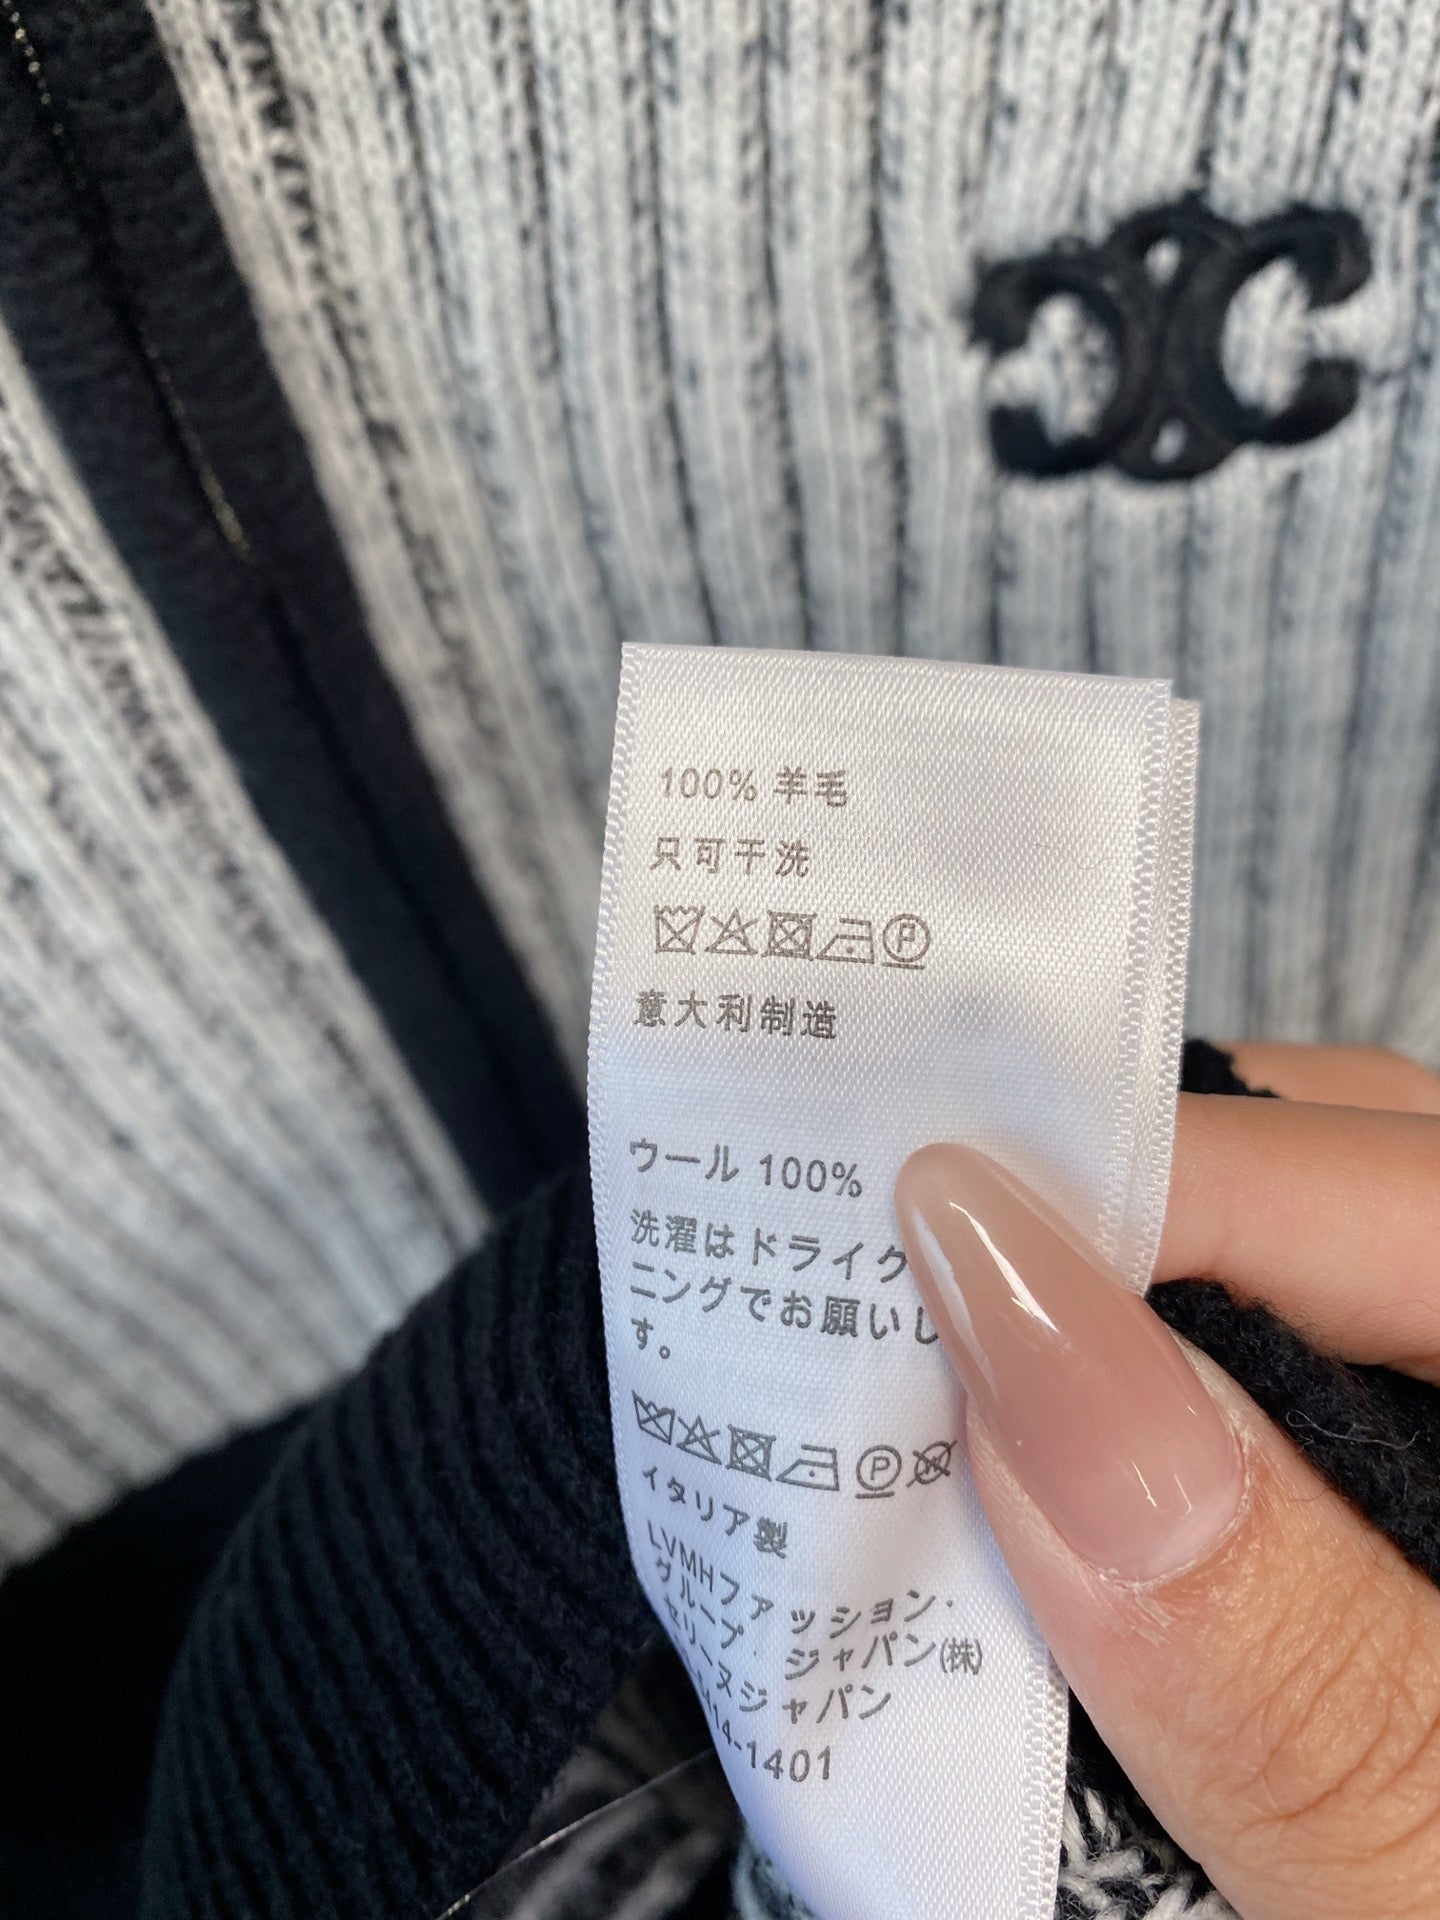 100% 羊毛
只可干洗
P
意大利制造
ウール 100%
洗濯はドライク
ニングでお願いし
す。
P
イタリア製
LVMHファッション・
グループ・ジャパン(株)
セリーヌジャパン
414-1401